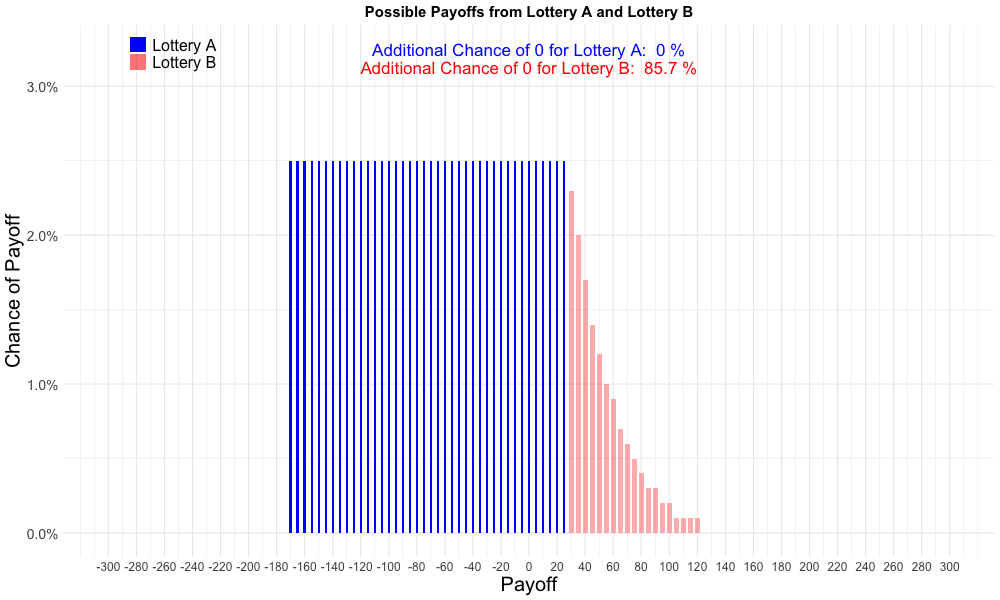 Possible Payoffs from Lottery A and Lottery B
Lottery A
Lottery B
Additional Chance of 0 for Lottery A:  0 %
Additional Chance of 0 for Lottery B:  85.7 %
Chance of Payoff
3.0%
2.0%
1.0%
0.0%
-300 -280 -260 -240 -220 -200 -180 -160 -140 -120 -100 -80 -60 -40 -20 0 20 40 60 80 100 120 140 160 180 200 220 240 260 280 300
Payoff